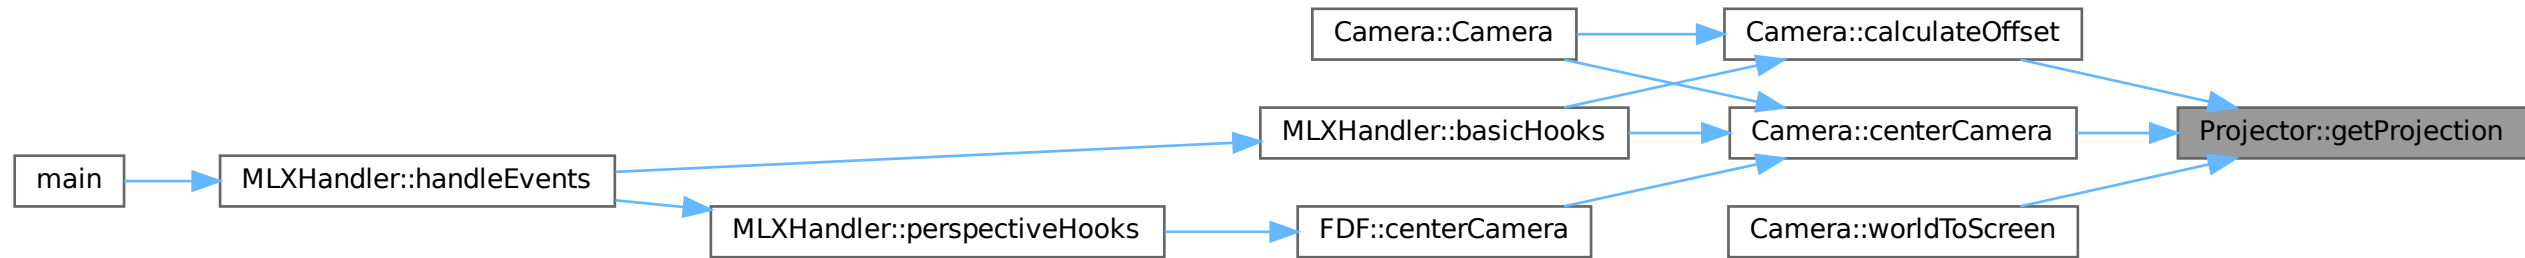 main
MLXHandler::handleEvents
MLXHandler::perspectiveHooks
MLXHandler::basicHooks
Camera::Camera
FDF::centerCamera
Camera::calculateOffset
Camera::centerCamera
Camera::worldToScreen
Projector::getProjection